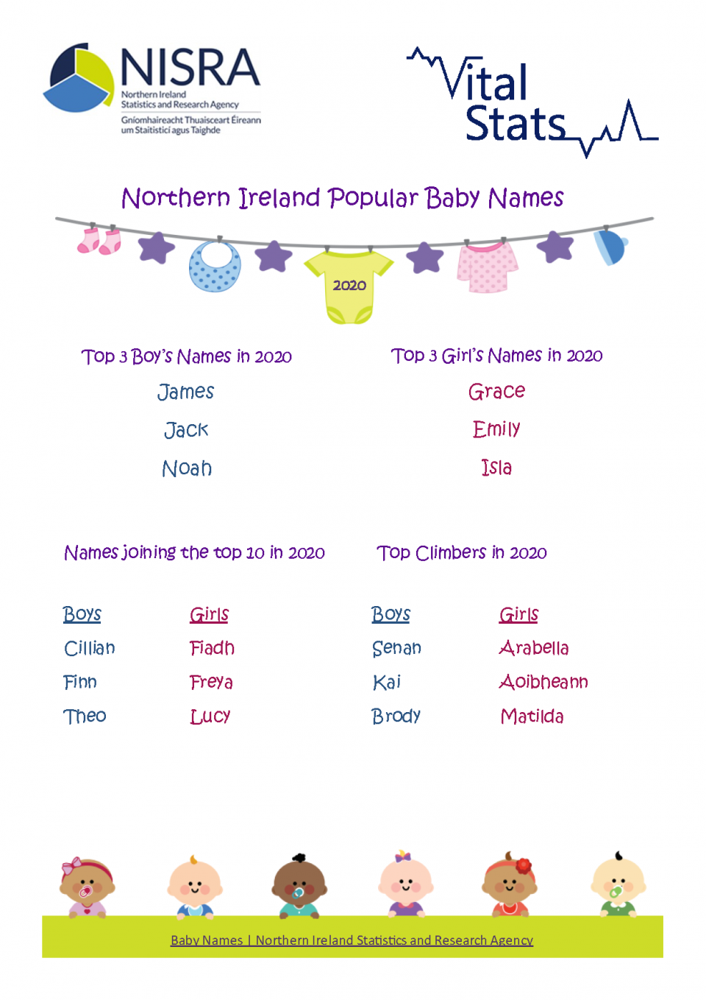 NISRA
Northern Ireland
Statistics and Research Agency
Gníomhaireacht Thuaisceart Éireann
um Staitisticí agus Taighde
Vital
Stats
Northern Ireland Popular Baby Names
2020
Top 3 Boy's Names in 2020
James
Jack
Noah
Top 3 Girl's Names in 2020
Grace
Emily
Isla
Names joining the top 10 in 2020
Boys
Cillian
Finn
Theo
Girls
Fiadh
Freya
Lucy
Top Climbers in 2020
Boys
Senan
Kai
Brody
Girls
Arabella
Aoibheann
Matilda
Baby Names | Northern Ireland Statistics and Research Agency